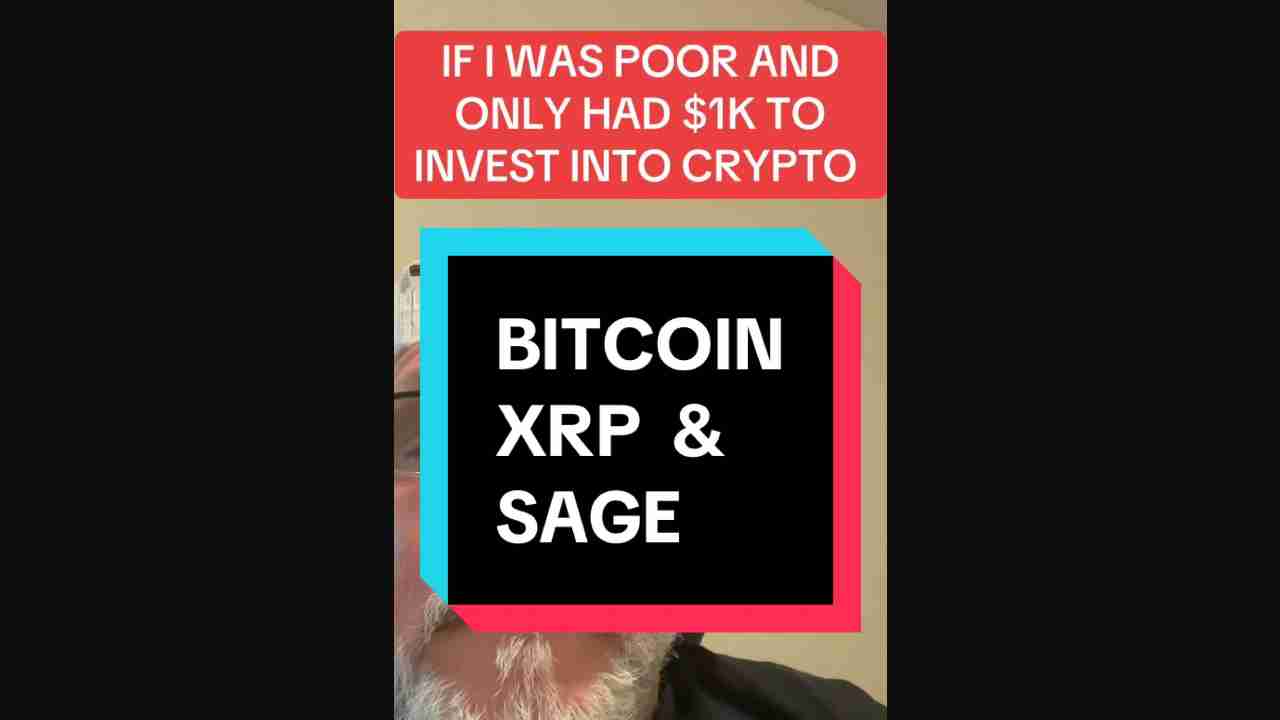 IF I WAS POOR AND
ONLY HAD $1K TO
INVEST INTO CRYPTO
BITCOIN
XRP &
SAGE